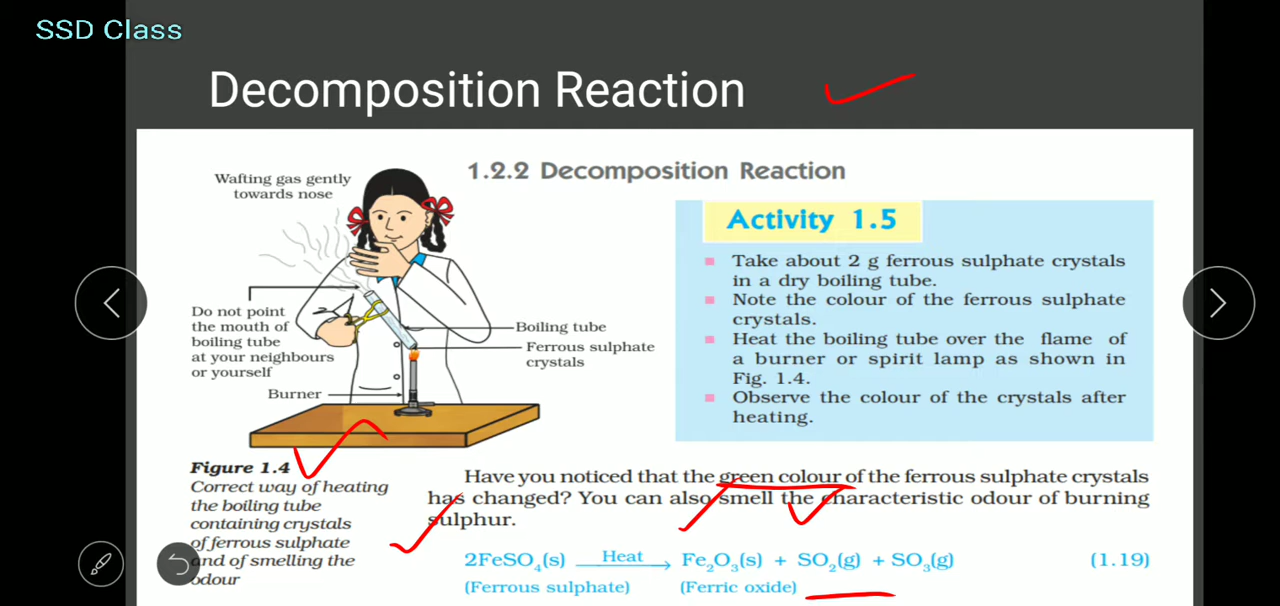 SSD Class
Decomposition Reaction
1.2.2 Decomposition Reaction
Wafting gas gently
towards nose
Do not point
the mouth of
boiling tube
at your neighbours
or yourself
Boiling tube
Ferrous sulphate
crystals
Burner
Activity 1.5
Take about 2 g ferrous sulphate crystals
in a dry boiling tube.
Note the colour of the ferrous sulphate
crystals.
Heat the boiling tube over the flame of
a burner or spirit lamp as shown in
Fig. 1.4.
Observe the colour of the crystals after
heating.
Figure 1.4
Correct way of heating
the boiling tube
containing crystals
of ferrous sulphate
and of smelling the
odour
Have you noticed that the green colour of the ferrous sulphate crystals
has changed? You can also smell the characteristic odour of burning
sulphur.
2FeSO₄(s) Heat → Fe₂O₃(s) + SO₂(g) + SO₃(g) (1.19)
(Ferrous sulphate) (Ferric oxide)